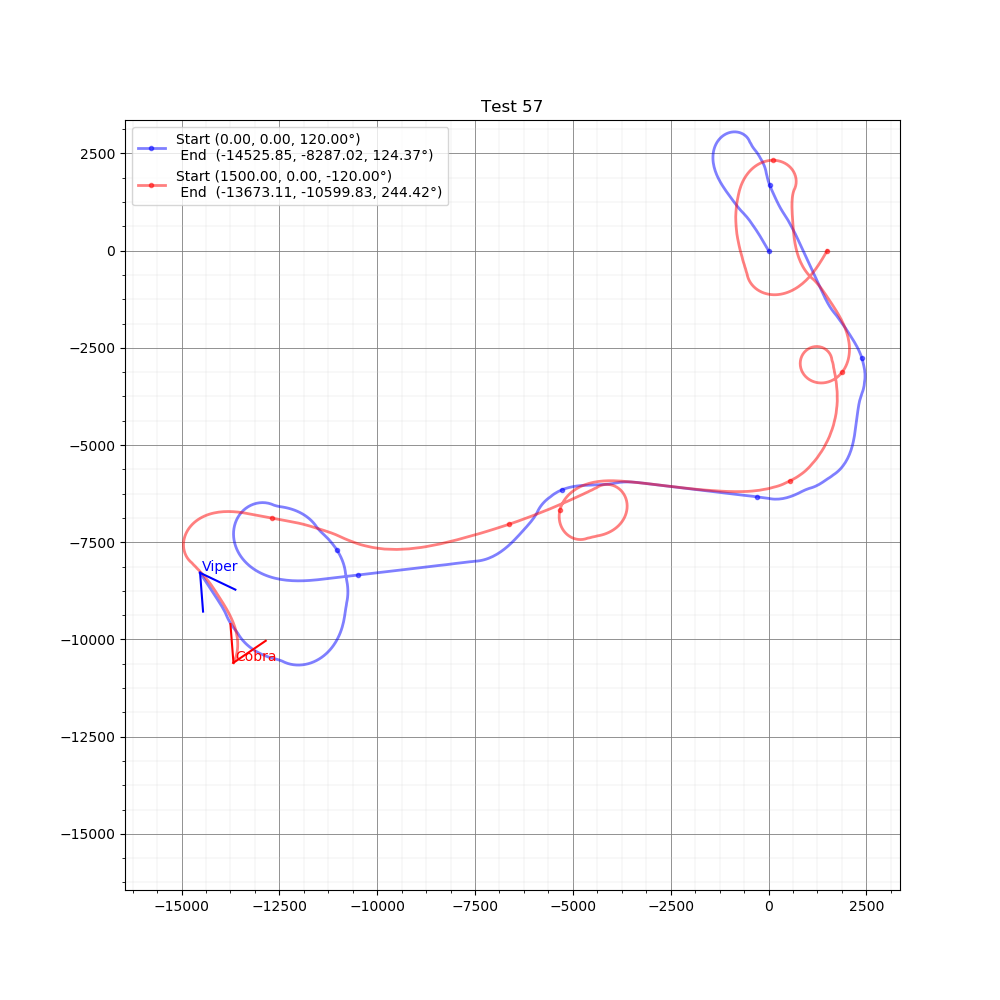 Test 57
Start (0.00, 0.00, 120.00°)
End (-14525.85, -8287.02, 124.37°)
Start (1500.00, 0.00, -120.00°)
End (-13673.11, -10599.83, 244.42°)
2500
0
−2500
−5000
−7500
−10000
−12500
−15000
Viper
Cobra
−15000 −12500 −10000 −7500 −5000 −2500 0 2500